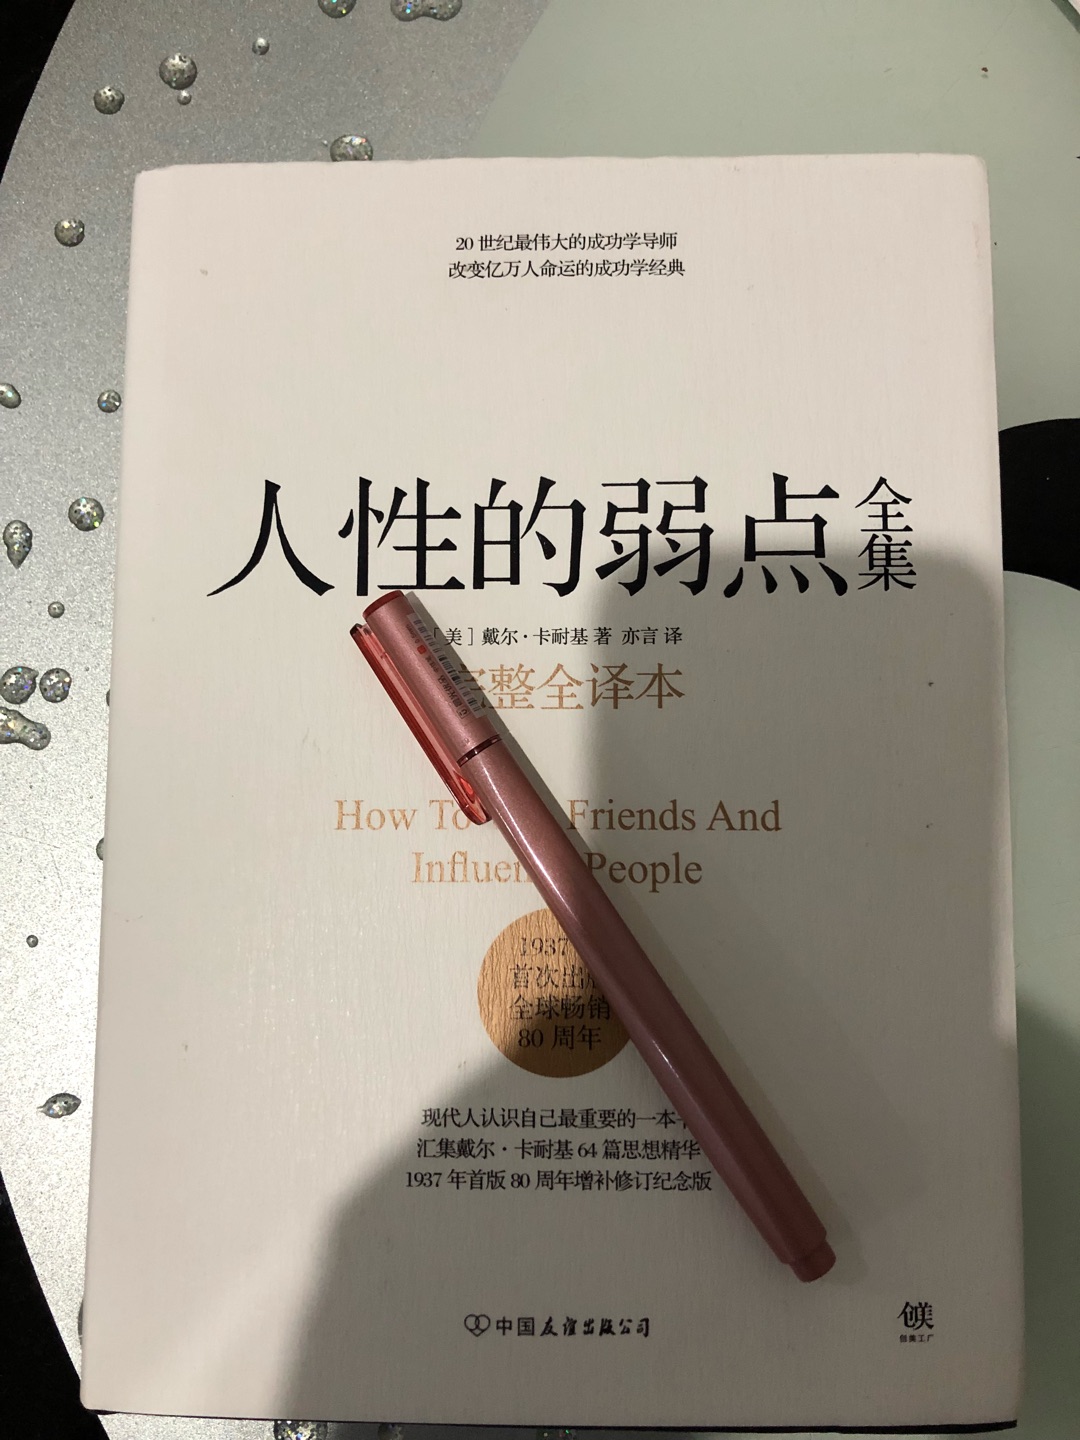 20 世纪最伟大的成功学导师
改变亿万人命运的成功学经典
人性的弱点 全集
[美] 戴尔·卡耐基 著 亦言 译
整全译本
How To Friends And
People
1937
首次出
全球畅销
80 周年
现代人认识自己最重要的一本
汇集戴尔·卡耐基 64 篇思想精华
1937 年首版 80 周年增补修订纪念版
中国友谊出版公司
创美
创美工厂